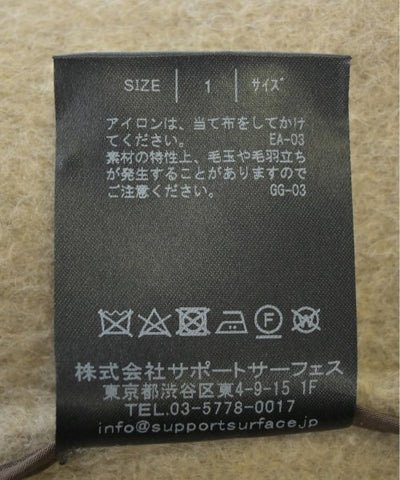 SIZE | 1 | サイズ
アイロンは、当て布をしてかけ
てください。 EA-03
素材の特性上、毛玉や毛羽立ち
が発生することがありますので
ご注意ください。 GG-03
F W
株式会社サポートサーフェス
東京都渋谷区東4-9-15 1F
TEL.03-5778-0017
info@supportsurface.jp